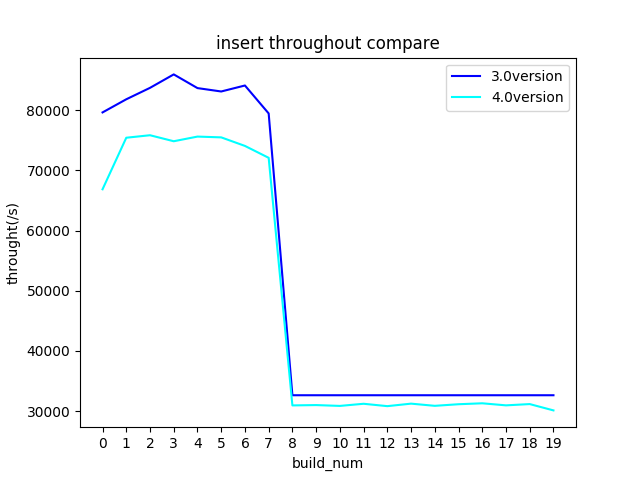 insert throughout compare
3.0version
4.0version
throught(/s)
80000
70000
60000
50000
40000
30000
0 1 2 3 4 5 6 7 8 9 10 11 12 13 14 15 16 17 18 19
build_num